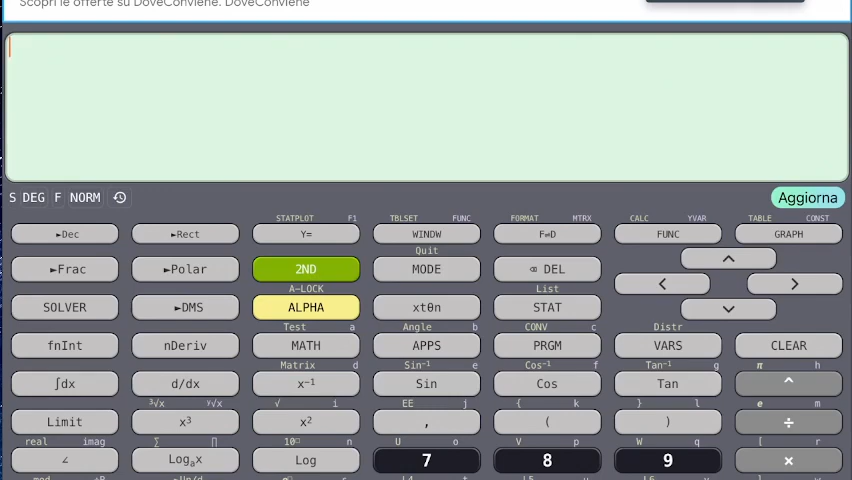 Scopri le offerte su DoveConviene. DoveConviene
S DEG F NORM
Aggiorna
STATPLOT F1 TBLSET FUNC FORMAT MTRX CALC YVAR TABLE CONST
►Dec ►Rect Y= WINDW F⇌D FUNC GRAPH
Quit
►Frac ►Polar 2ND MODE ⌫ DEL ^
< >
A-LOCK List
SOLVER ►DMS ALPHA xtθn STAT ˅
Test a Angle b CONV c Distr
fnInt nDeriv MATH APPS PRGM VARS CLEAR
Matrix d Sin⁻¹ e Cos⁻¹ f Tan⁻¹ g π h
∫dx d/dx x⁻¹ Sin Cos Tan ^
³√x ʸ√x √ i EE j { k } l e m
Limit x³ x² , ( ) ÷
real imag ∑ ∏ 10□ n U o V p W q [ r
∠ Logₐx Log 7 8 9 ×